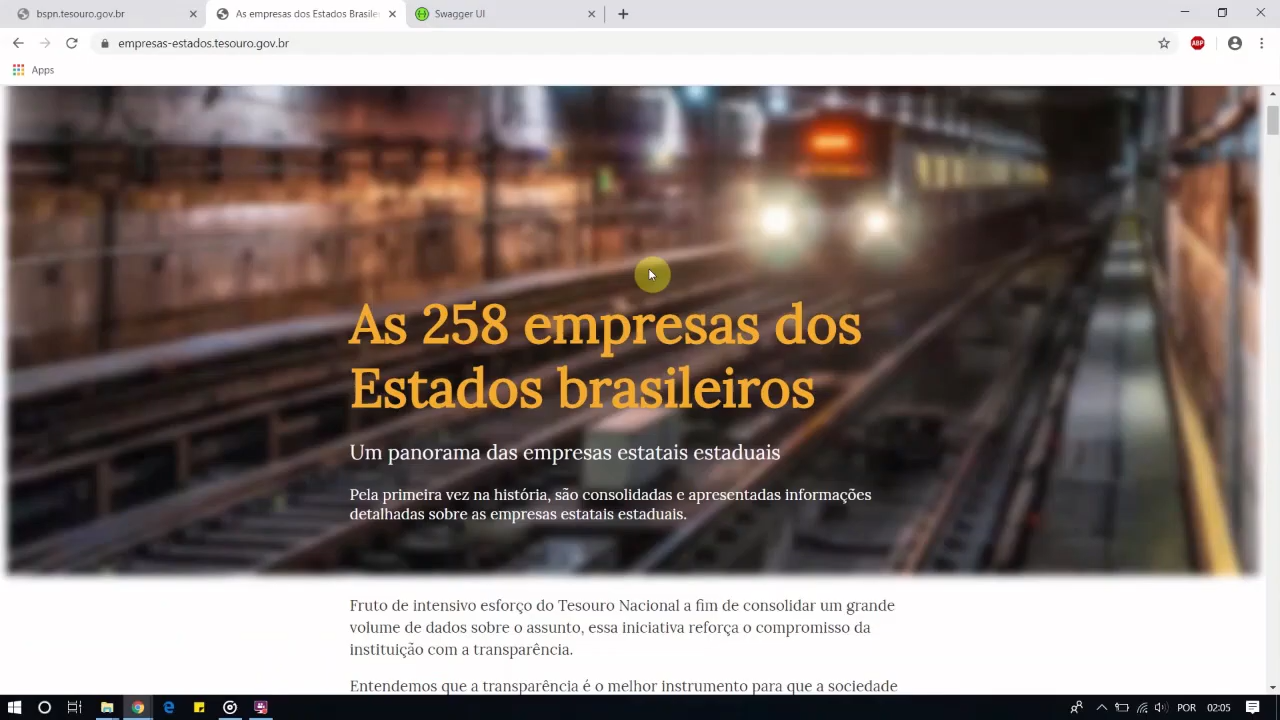 bspn.tesouro.gov.br
As empresas dos Estados Brasile
Swagger UI
empresas-estados.tesouro.gov.br
ABP
Apps
As 258 empresas dos
Estados brasileiros
Um panorama das empresas estatais estaduais
Pela primeira vez na história, são consolidadas e apresentadas informações
detalhadas sobre as empresas estatais estaduais.
Fruto de intensivo esforço do Tesouro Nacional a fim de consolidar um grande
volume de dados sobre o assunto, essa iniciativa reforça o compromisso da
instituição com a transparência.
Entendemos que a transparência é o melhor instrumento para que a sociedade
POR
02:05